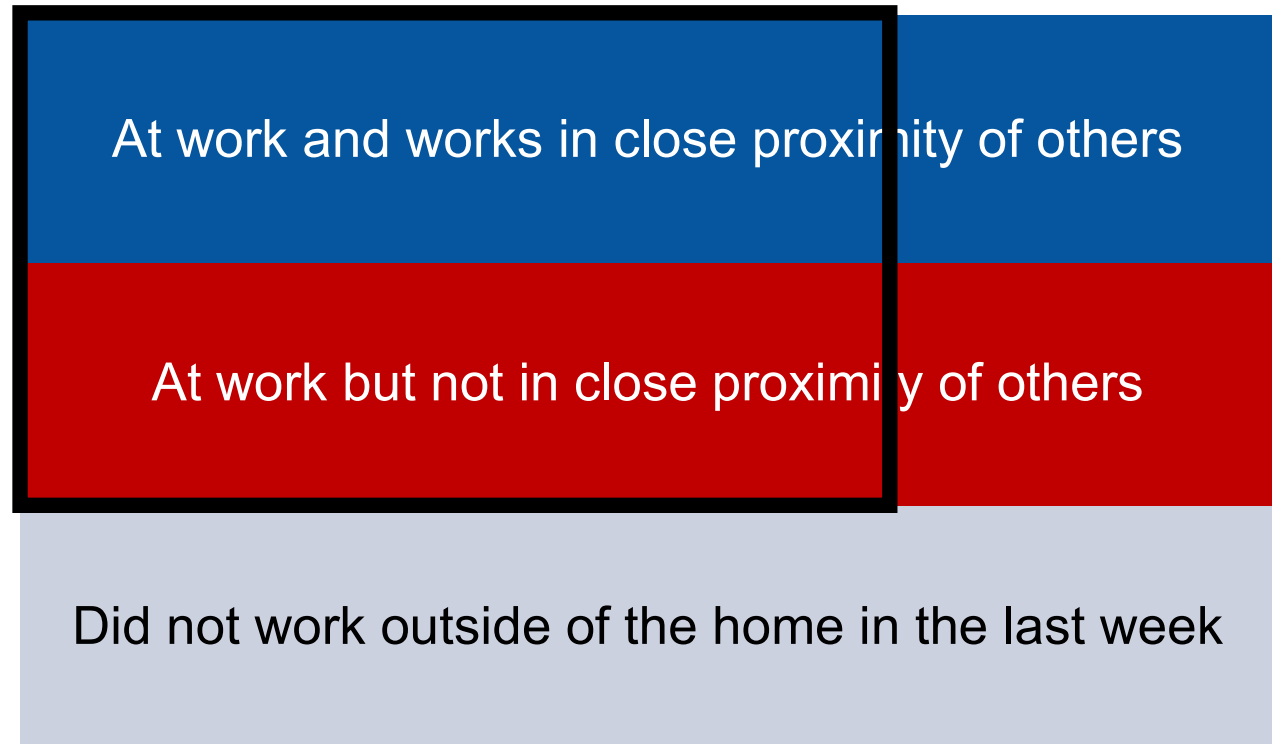 At work and works in close proximity of others
At work but not in close proximity of others
Did not work outside of the home in the last week